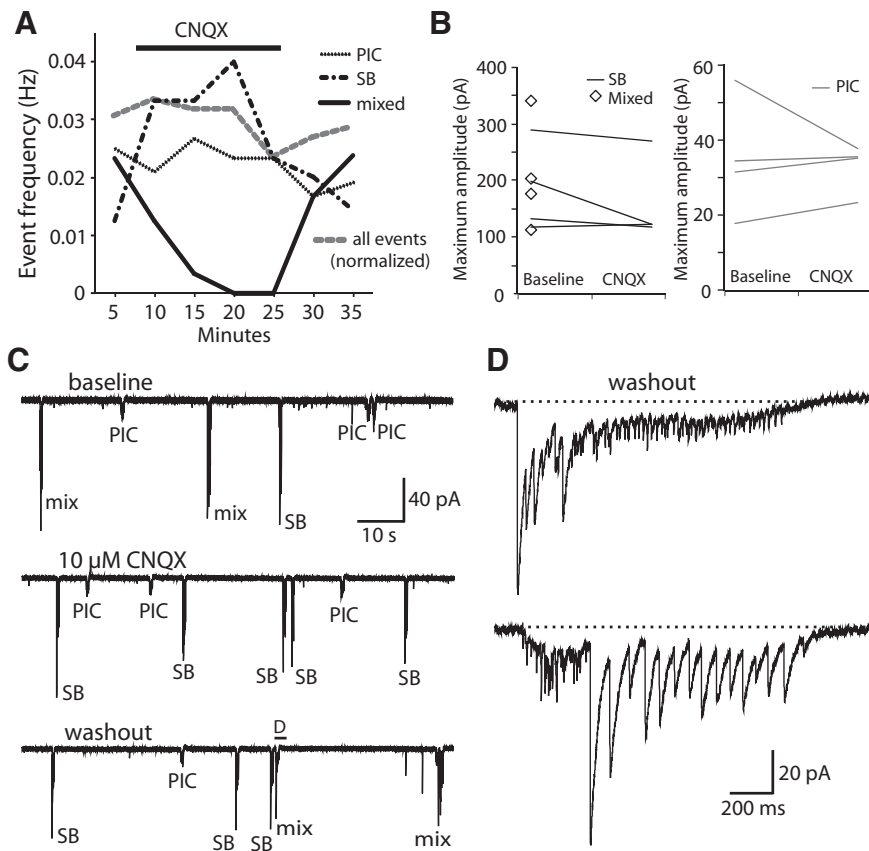 A
CNQX
Event frequency (Hz)
0.04
0.03
0.02
0.01
0
PIC
SB
mixed
all events
(normalized)
5 10 15 20 25 30 35
Minutes
B
Maximum amplitude (pA)
400
300
200
100
0
SB
Mixed
Baseline CNQX
Maximum amplitude (pA)
60
40
20
0
PIC
Baseline CNQX
C
baseline
mix
PIC
mix
SB
PIC PIC
40 pA
10 s
10 µM CNQX
SB
PIC
PIC
SB
SB
SB
PIC
SB
washout
SB
PIC
SB
SB
D
mix
mix
D
washout
20 pA
200 ms